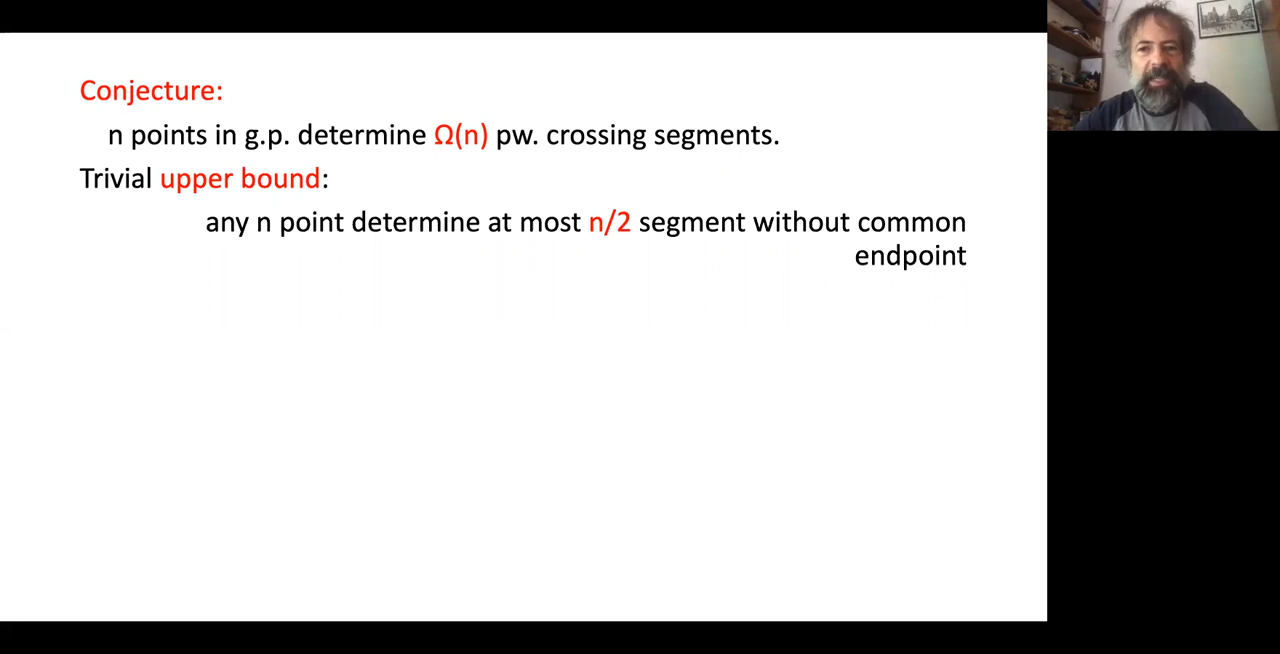 Conjecture:
n points in g.p. determine Ω(n) pw. crossing segments.
Trivial upper bound:
any n point determine at most n/2 segment without common
endpoint